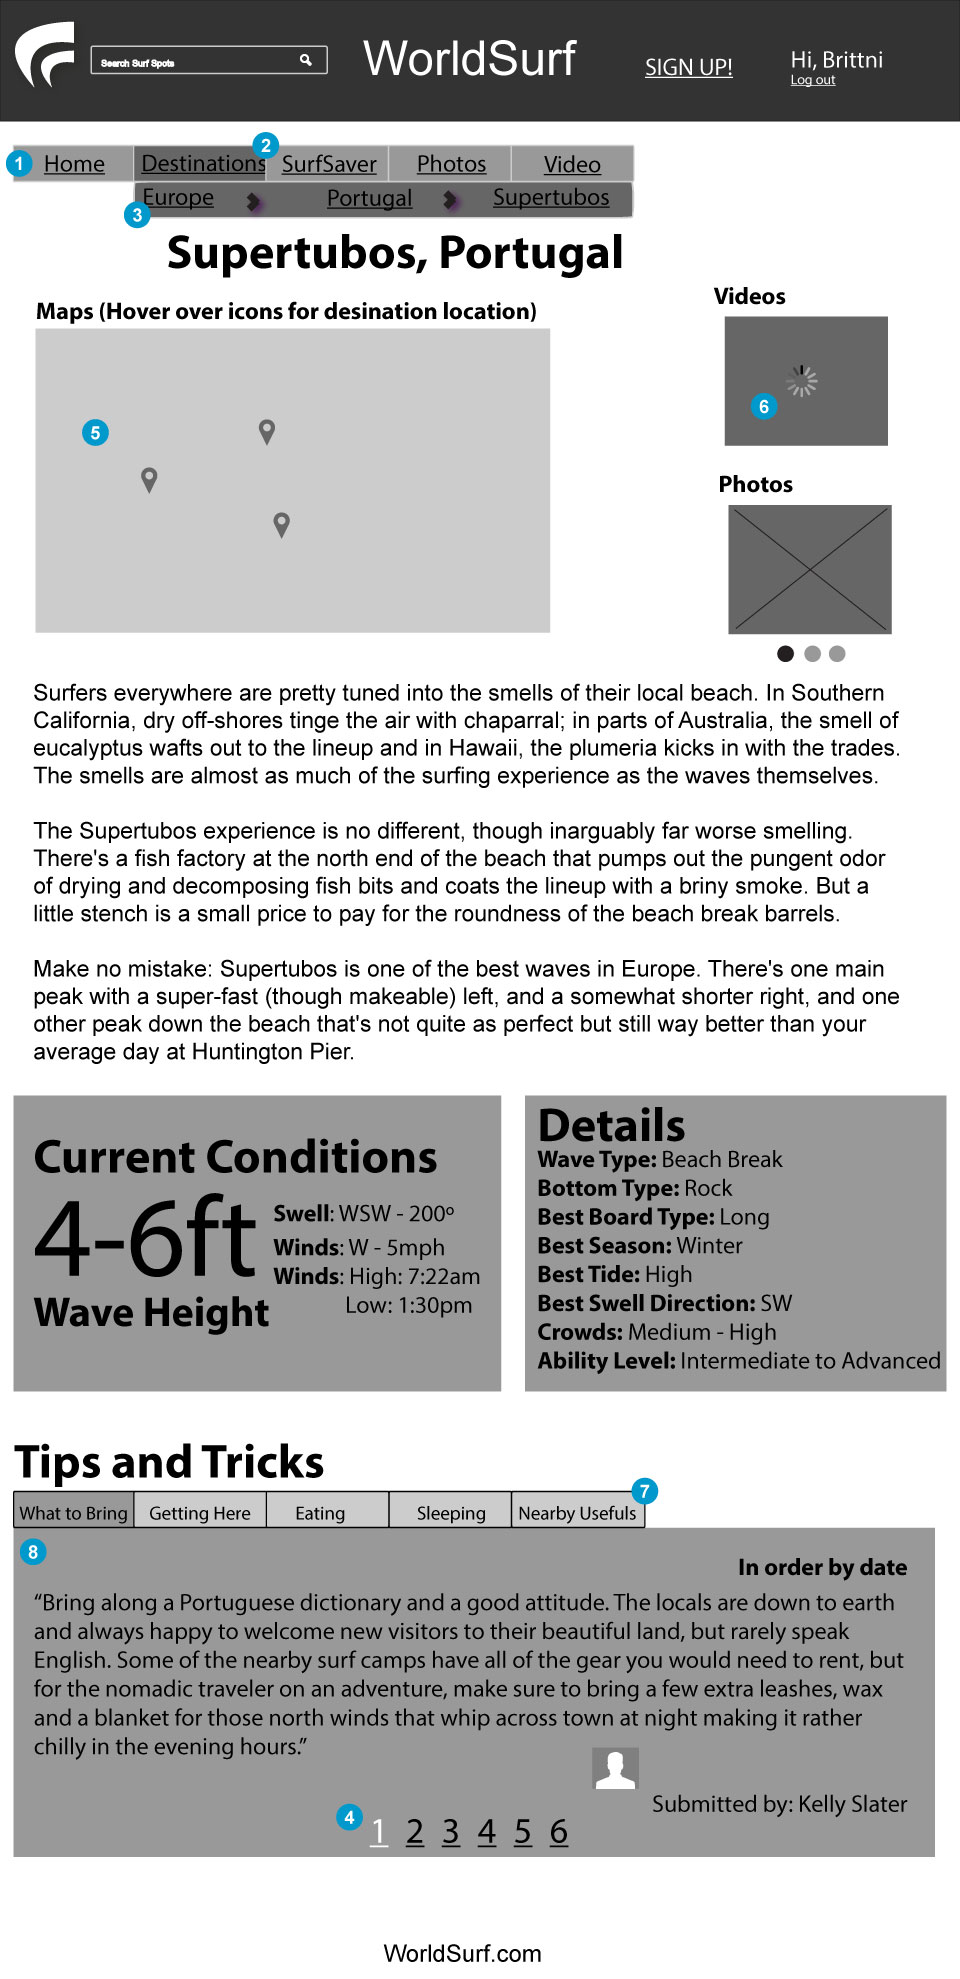 Search Surf Spots
WorldSurf
SIGN UP!
Hi, Brittni
Log out
1
Home
Destinations
2
SurfSaver
Photos
Video
3
Europe
Portugal
Supertubos
Supertubos, Portugal
Maps (Hover over icons for desination location)
5
Videos
6
Photos
Surfers everywhere are pretty tuned into the smells of their local beach. In Southern
California, dry off-shores tinge the air with chaparral; in parts of Australia, the smell of
eucalyptus wafts out to the lineup and in Hawaii, the plumeria kicks in with the trades.
The smells are almost as much of the surfing experience as the waves themselves.
The Supertubos experience is no different, though inarguably far worse smelling.
There's a fish factory at the north end of the beach that pumps out the pungent odor
of drying and decomposing fish bits and coats the lineup with a briny smoke. But a
little stench is a small price to pay for the roundness of the beach break barrels.
Make no mistake: Supertubos is one of the best waves in Europe. There's one main
peak with a super-fast (though makeable) left, and a somewhat shorter right, and one
other peak down the beach that's not quite as perfect but still way better than your
average day at Huntington Pier.
Current Conditions
4-6ft
Wave Height
Swell: WSW - 200º
Winds: W - 5mph
Winds: High: 7:22am
Low: 1:30pm
Details
Wave Type: Beach Break
Bottom Type: Rock
Best Board Type: Long
Best Season: Winter
Best Tide: High
Best Swell Direction: SW
Crowds: Medium - High
Ability Level: Intermediate to Advanced
Tips and Tricks
What to Bring
Getting Here
Eating
Sleeping
Nearby Usefuls
7
8
In order by date
“Bring along a Portuguese dictionary and a good attitude. The locals are down to earth
and always happy to welcome new visitors to their beautiful land, but rarely speak
English. Some of the nearby surf camps have all of the gear you would need to rent, but
for the nomadic traveler on an adventure, make sure to bring a few extra leashes, wax
and a blanket for those north winds that whip across town at night making it rather
chilly in the evening hours.”
Submitted by: Kelly Slater
4
1 2 3 4 5 6
WorldSurf.com